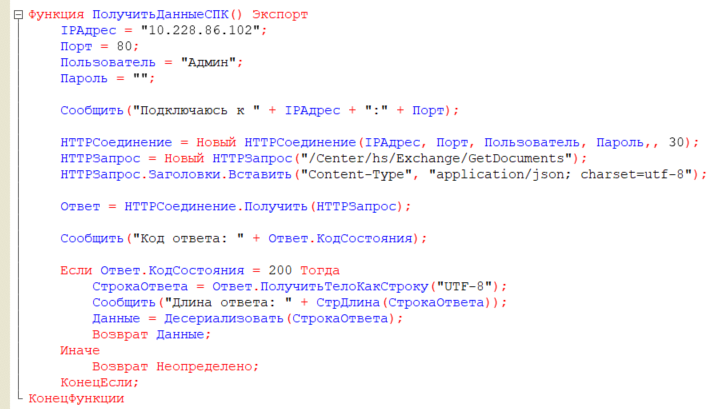 Функция ПолучитьДанныеСПК() Экспорт
IPАдрес = "10.228.86.102";
Порт = 80;
Пользователь = "Админ";
Пароль = "";
Сообщить("Подключаюсь к " + IPАдрес + ":" + Порт);
HTTPСоединение = Новый HTTPСоединение(IPАдрес, Порт, Пользователь, Пароль,, 30);
HTTPЗапрос = Новый HTTPЗапрос("/Center/hs/Exchange/GetDocuments");
HTTPЗапрос.Заголовки.Вставить("Content-Type", "application/json; charset=utf-8");
Ответ = HTTPСоединение.Получить(HTTPЗапрос);
Сообщить("Код ответа: " + Ответ.КодСостояния);
Если Ответ.КодСостояния = 200 Тогда
СтрокаОтвета = Ответ.ПолучитьТелоКакСтроку("UTF-8");
Сообщить("Длина ответа: " + СтрДлина(СтрокаОтвета));
Данные = Десериализовать(СтрокаОтвета);
Возврат Данные;
Иначе
Возврат Неопределено;
КонецЕсли;
КонецФункции